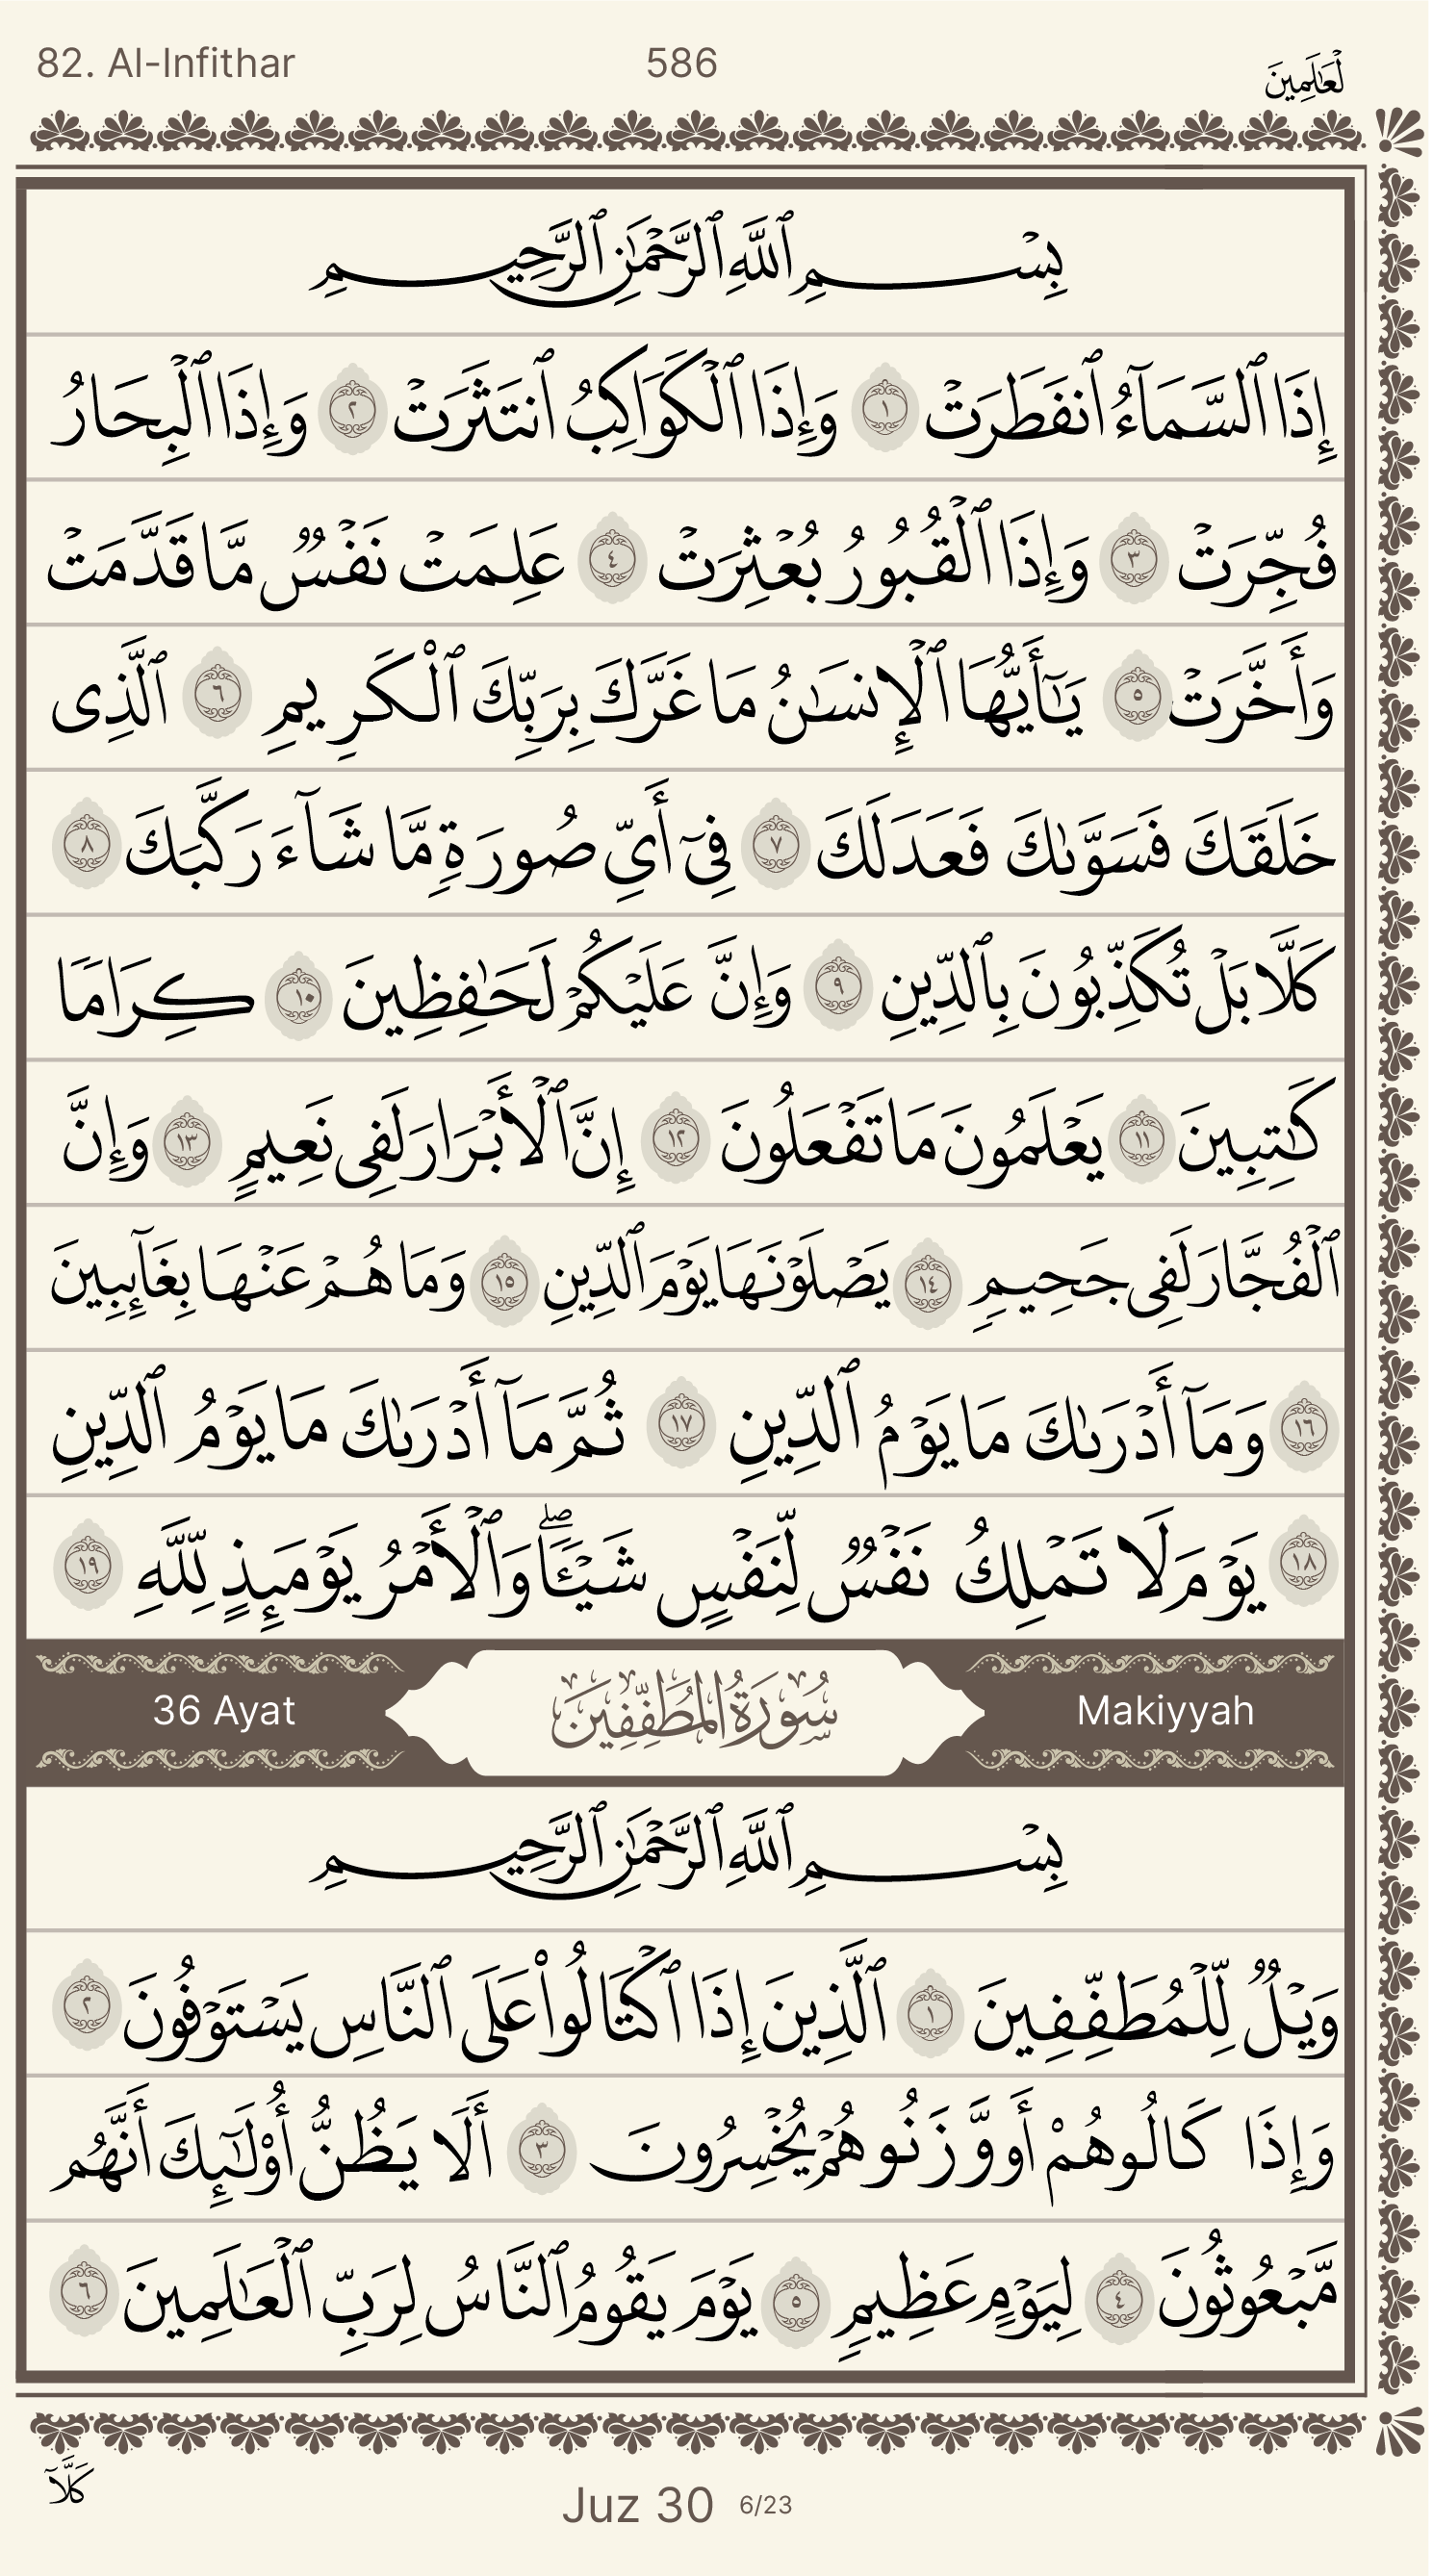 82. Al-Infithar 586 لْعَٰلَمِينَ
بِسْمِ ٱللَّهِ ٱلرَّحْمَٰنِ ٱلرَّحِيمِ
إِذَا ٱلسَّمَآءُ ٱنفَطَرَتْ ١ وَإِذَا ٱلْكَوَاكِبُ ٱنتَثَرَتْ ٢ وَإِذَا ٱلْبِحَارُ
فُجِّرَتْ ٣ وَإِذَا ٱلْقُبُورُ بُعْثِرَتْ ٤ عَلِمَتْ نَفْسٌ مَّا قَدَّمَتْ
وَأَخَّرَتْ ٥ يَٰٓأَيُّهَا ٱلْإِنسَٰنُ مَا غَرَّكَ بِرَبِّكَ ٱلْكَرِيمِ ٦ ٱلَّذِى
خَلَقَكَ فَسَوَّىٰكَ فَعَدَلَكَ ٧ فِىٓ أَىِّ صُورَةٍ مَّا شَآءَ رَكَّبَكَ ٨
كَلَّا بَلْ تُكَذِّبُونَ بِٱلدِّينِ ٩ وَإِنَّ عَلَيْكُمْ لَحَٰفِظِينَ ١٠ كِرَامًا
كَٰتِبِينَ ١١ يَعْلَمُونَ مَا تَفْعَلُونَ ١٢ إِنَّ ٱلْأَبْرَارَ لَفِى نَعِيمٍ ١٣ وَإِنَّ
ٱلْفُجَّارَ لَفِى جَحِيمٍ ١٤ يَصْلَوْنَهَا يَوْمَ ٱلدِّينِ ١٥ وَمَا هُمْ عَنْهَا بِغَآئِبِينَ
١٦ وَمَآ أَدْرَىٰكَ مَا يَوْمُ ٱلدِّينِ ١٧ ثُمَّ مَآ أَدْرَىٰكَ مَا يَوْمُ ٱلدِّينِ
١٨ يَوْمَ لَا تَمْلِكُ نَفْسٌ لِّنَفْسٍ شَيْـًٔا ۖ وَٱلْأَمْرُ يَوْمَئِذٍ لِّلَّهِ ١٩
36 Ayat سُورَةُ المُطَفِّفِينَ Makiyyah
بِسْمِ ٱللَّهِ ٱلرَّحْمَٰنِ ٱلرَّحِيمِ
وَيْلٌ لِّلْمُطَفِّفِينَ ١ ٱلَّذِينَ إِذَا ٱكْتَالُوا۟ عَلَى ٱلنَّاسِ يَسْتَوْفُونَ ٢
وَإِذَا كَالُوهُمْ أَو وَّزَنُوهُمْ يُخْسِرُونَ ٣ أَلَا يَظُنُّ أُو۟لَٰٓئِكَ أَنَّهُم
مَّبْعُوثُونَ ٤ لِيَوْمٍ عَظِيمٍ ٥ يَوْمَ يَقُومُ ٱلنَّاسُ لِرَبِّ ٱلْعَٰلَمِينَ ٦
كَلَّآ
Juz 30 6/23